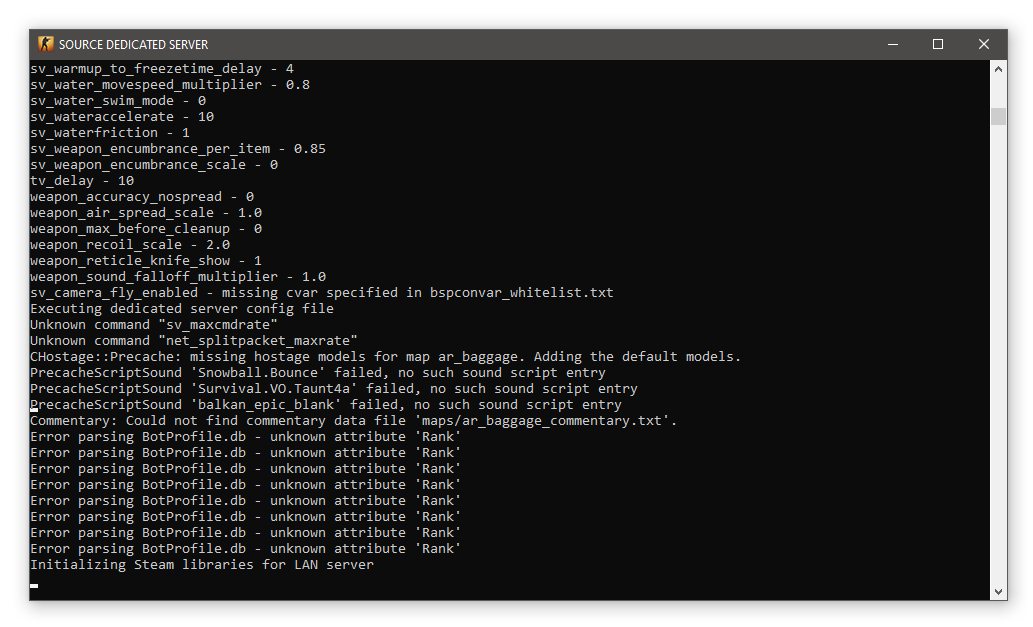 SOURCE DEDICATED SERVER
sv_warmup_to_freezetime_delay - 4
sv_water_movespeed_multiplier - 0.8
sv_water_swim_mode - 0
sv_wateraccelerate - 10
sv_waterfriction - 1
sv_weapon_encumbrance_per_item - 0.85
sv_weapon_encumbrance_scale - 0
tv_delay - 10
weapon_accuracy_nospread - 0
weapon_air_spread_scale - 1.0
weapon_max_before_cleanup - 0
weapon_recoil_scale - 2.0
weapon_reticle_knife_show - 1
weapon_sound_falloff_multiplier - 1.0
sv_camera_fly_enabled - missing cvar specified in bspconvar_whitelist.txt
Executing dedicated server config file
Unknown command "sv_maxcmdrate"
Unknown command "net_splitpacket_maxrate"
CHostage::Precache: missing hostage models for map ar_baggage. Adding the default models.
PrecacheScriptSound 'Snowball.Bounce' failed, no such sound script entry
PrecacheScriptSound 'Survival.VO.Taunt4a' failed, no such sound script entry
PrecacheScriptSound 'balkan_epic_blank' failed, no such sound script entry
Commentary: Could not find commentary data file 'maps/ar_baggage_commentary.txt'.
Error parsing BotProfile.db - unknown attribute 'Rank'
Error parsing BotProfile.db - unknown attribute 'Rank'
Error parsing BotProfile.db - unknown attribute 'Rank'
Error parsing BotProfile.db - unknown attribute 'Rank'
Error parsing BotProfile.db - unknown attribute 'Rank'
Error parsing BotProfile.db - unknown attribute 'Rank'
Error parsing BotProfile.db - unknown attribute 'Rank'
Error parsing BotProfile.db - unknown attribute 'Rank'
Initializing Steam libraries for LAN server